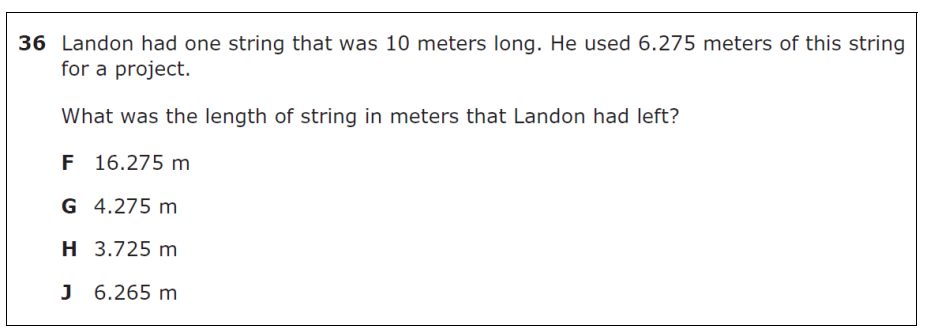 36 Landon had one string that was 10 meters long. He used 6.275 meters of this string
for a project.
What was the length of string in meters that Landon had left?
F 16.275 m
G 4.275 m
H 3.725 m
J 6.265 m